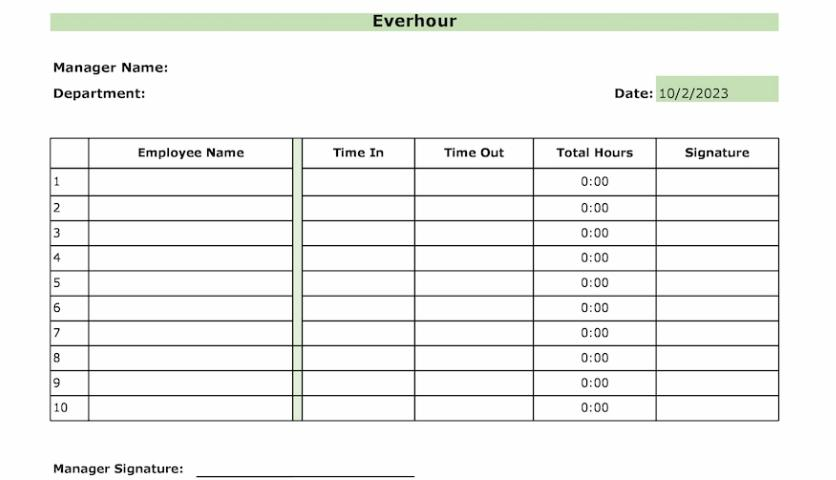 Everhour
Manager Name:
Department:
Date: 10/2/2023
Employee Name Time In Time Out Total Hours Signature
1 0:00
2 0:00
3 0:00
4 0:00
5 0:00
6 0:00
7 0:00
8 0:00
9 0:00
10 0:00
Manager Signature: